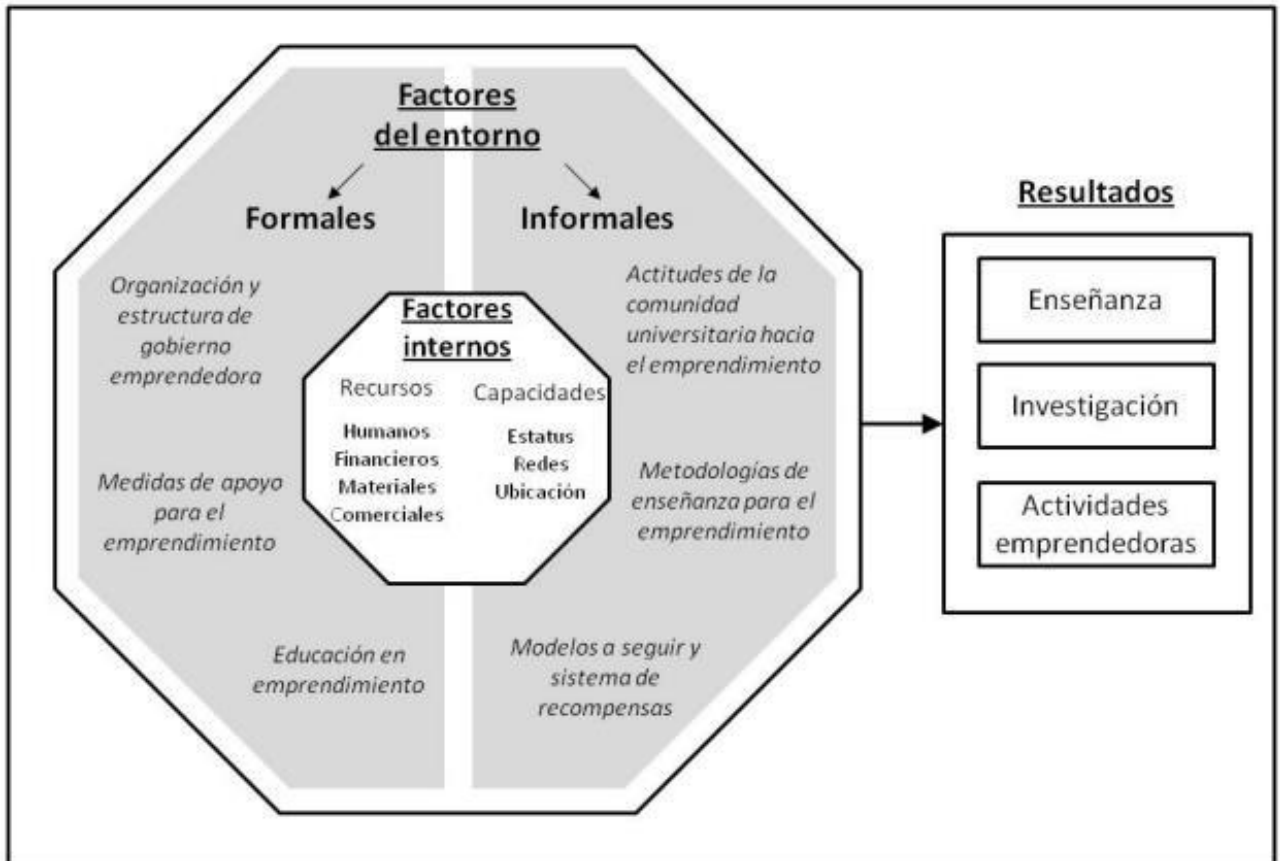 Factores
del entorno
Formales
Informales
Organización y
estructura de
gobierno
emprendedora
Medidas de apoyo
para el
emprendimiento
Educación en
emprendimiento
Factores
internos
Recursos
Humanos
Financieros
Materiales
Comerciales
Capacidades
Estatus
Redes
Ubicación
Actitudes de la
comunidad
universitaria hacia
el emprendimiento
Metodologías de
enseñanza para el
emprendimiento
Modelos a seguir y
sistema de
recompensas
Resultados
Enseñanza
Investigación
Actividades
emprendedoras